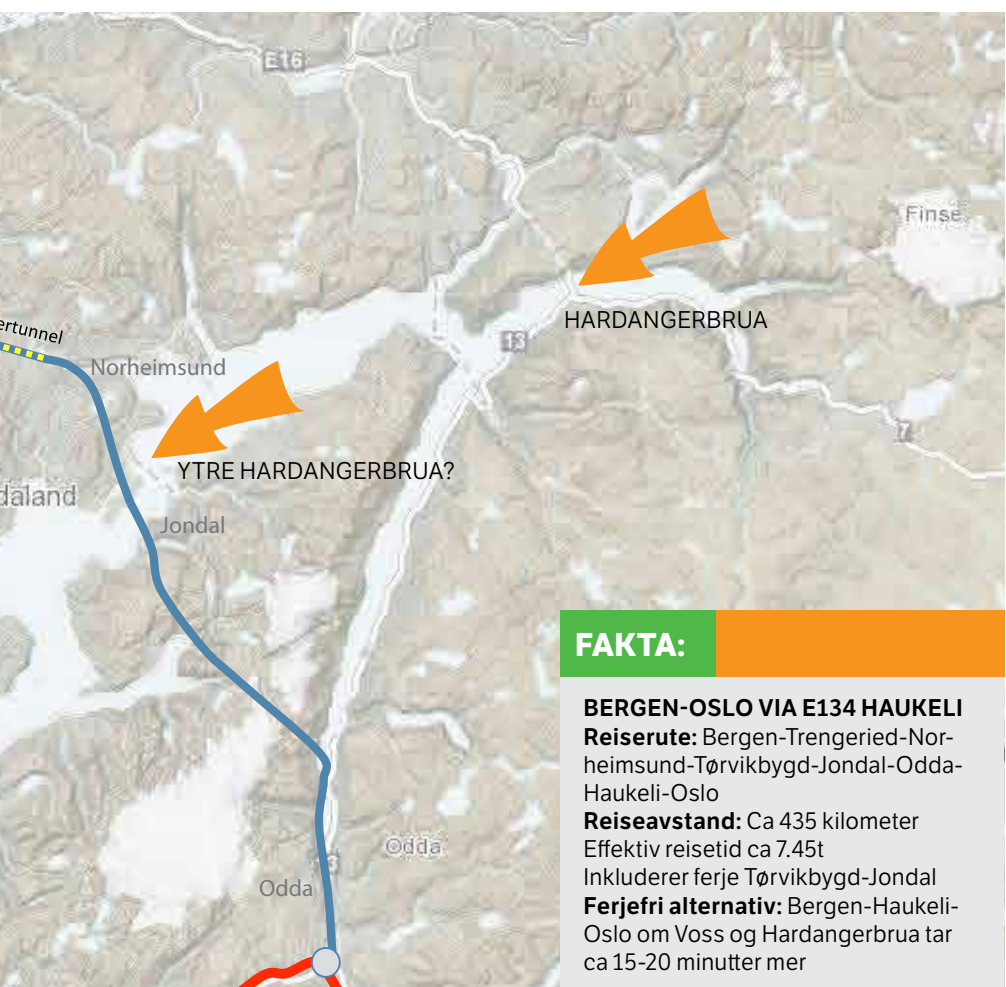 E16
Finse
HARDANGERBRUA
13
ertunnel
Norheimsund
7
YTRE HARDANGERBRUA?
daland
Jondal
FAKTA:
BERGEN-OSLO VIA E134 HAUKELI
Reiserute: Bergen-Trengeried-Nor-
heimsund-Tørvikbygd-Jondal-Odda-
Haukeli-Oslo
Reiseavstand: Ca 435 kilometer
Effektiv reisetid ca 7.45t
Inkluderer ferje Tørvikbygd-Jondal
Ferjefri alternativ: Bergen-Haukeli-
Oslo om Voss og Hardangerbrua tar
ca 15-20 minutter mer
Odda
Odda